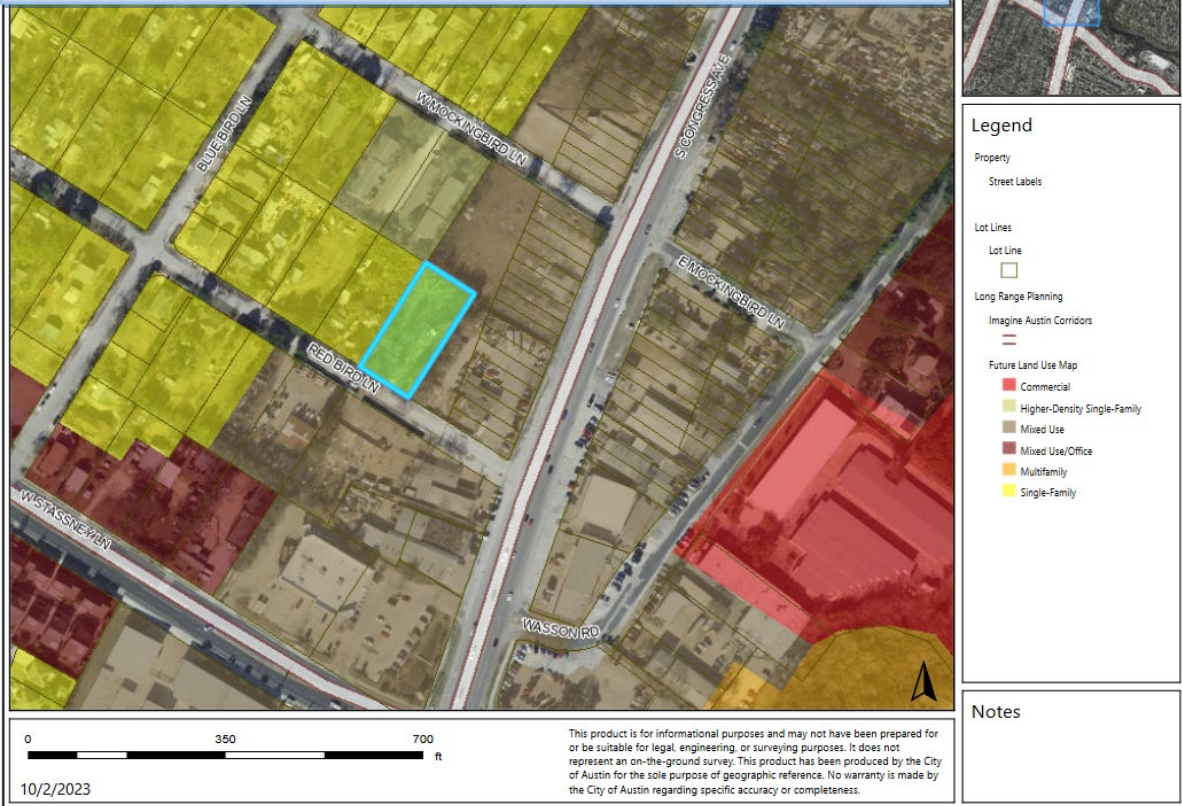 W MOCKINGBIRD LN
S CONGRESS AVE
BLUE BIRD LN
E MOCKINGBIRD LN
RED BIRD LN
W STASSNEY LN
WASSON RD
Legend
Property
Street Labels
Lot Lines
Lot Line
Long Range Planning
Imagine Austin Corridors
Future Land Use Map
Commercial
Higher-Density Single-Family
Mixed Use
Mixed Use/Office
Multifamily
Single-Family
Notes
0 350 700
ft
10/2/2023
This product is for informational purposes and may not have been prepared for
or be suitable for legal, engineering, or surveying purposes. It does not
represent an on-the-ground survey. This product has been produced by the City
of Austin for the sole purpose of geographic reference. No warranty is made by
the City of Austin regarding specific accuracy or completeness.